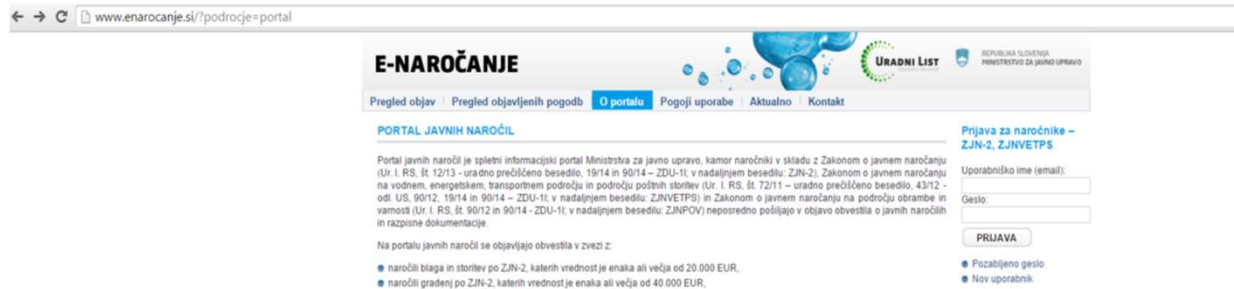 www.enarocanje.si/?podrocje=portal
E-NAROČANJE
URADNI LIST
REPUBLIKA SLOVENIJA
MINISTRSTVO ZA JAVNO UPRAVO
Pregled objav Pregled objavljenih pogodb O portalu Pogoji uporabe Aktualno Kontakt
PORTAL JAVNIH NAROČIL
Portal javnih naročil je spletni informacijski portal Ministrstva za javno upravo, kamor naročniki v skladu z Zakonom o javnem naročanju
(Ur. l. RS, št. 12/13 - uradno prečiščeno besedilo, 19/14 in 90/14 – ZDU-1I; v nadaljnjem besedilu: ZJN-2), Zakonom o javnem naročanju
na vodnem, energetskem, transportnem področju in področju poštnih storitev (Ur. l. RS, št. 72/11 – uradno prečiščeno besedilo, 43/12 -
odl. US, 90/12, 19/14 in 90/14 – ZDU-1I; v nadaljnjem besedilu: ZJNVETPS) in Zakonom o javnem naročanju na področju obrambe in
varnosti (Ur. l. RS, št. 90/12 in 90/14 - ZDU-1I; v nadaljnjem besedilu: ZJNPOV) neposredno pošiljajo v objavo obvestila o javnih naročilih
in razpisne dokumentacije.
Na portalu javnih naročil se objavljajo obvestila v zvezi z:
naročili blaga in storitev po ZJN-2, katerih vrednost je enaka ali večja od 20.000 EUR,
naročili gradenj po ZJN-2, katerih vrednost je enaka ali večja od 40.000 EUR,
Prijava za naročnike –
ZJN-2, ZJNVETPS
Uporabniško ime (email):
Geslo:
PRIJAVA
Pozabljeno geslo
Nov uporabnik